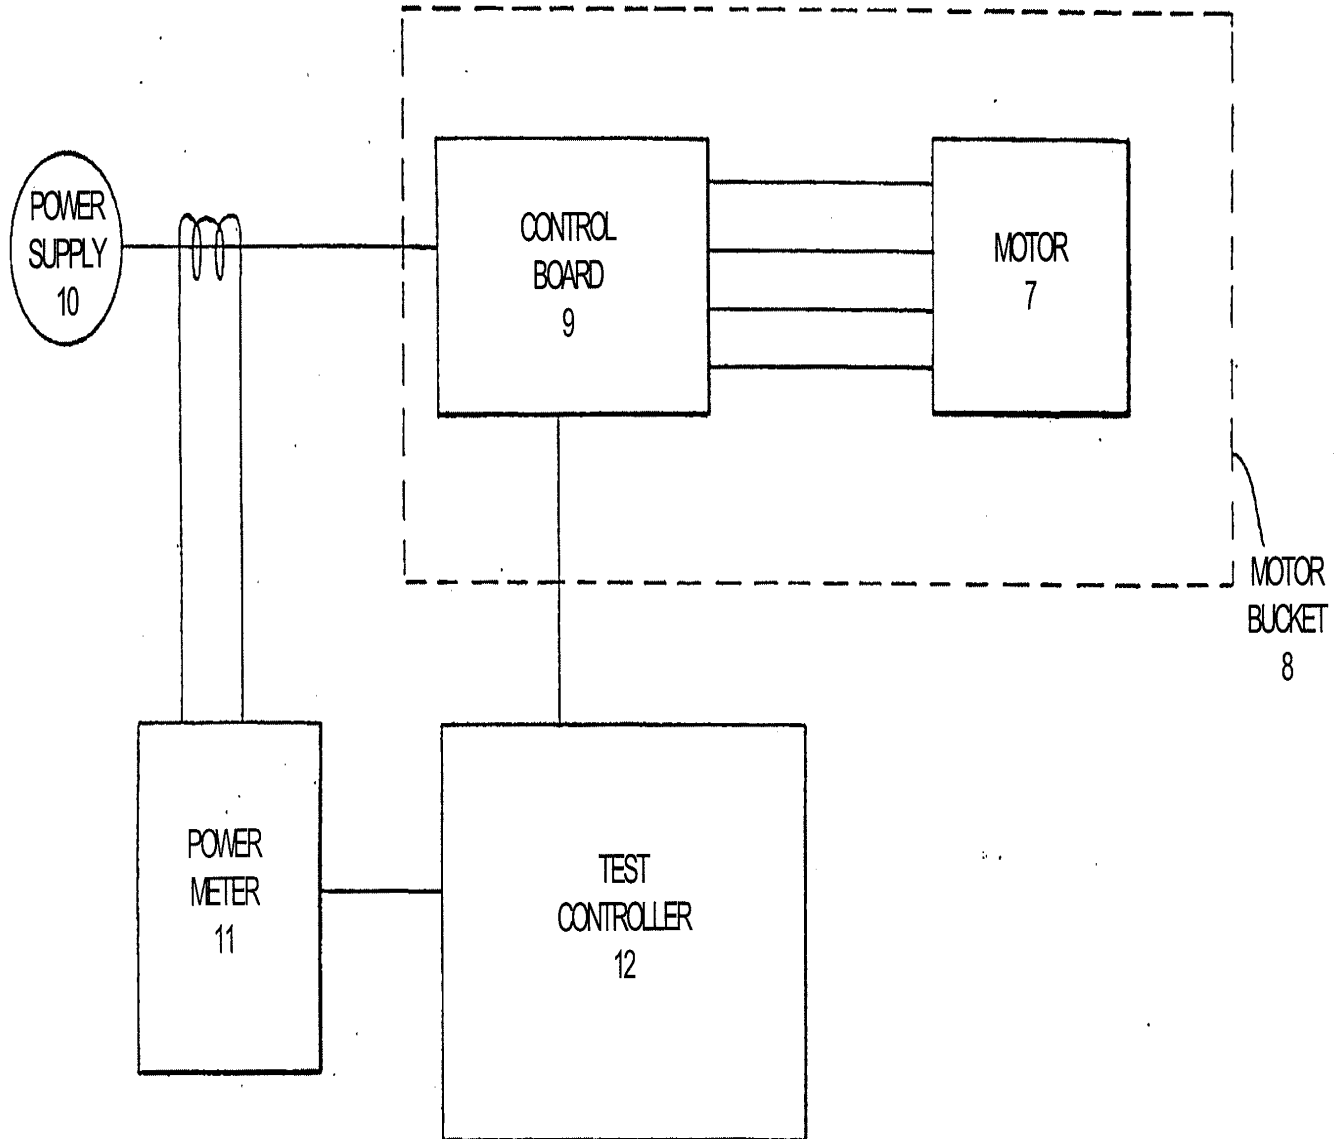 POWER
SUPPLY
10
CONTROL
BOARD
9
MOTOR
7
MOTOR
BUCKET
8
POWER
METER
11
TEST
CONTROLLER
12